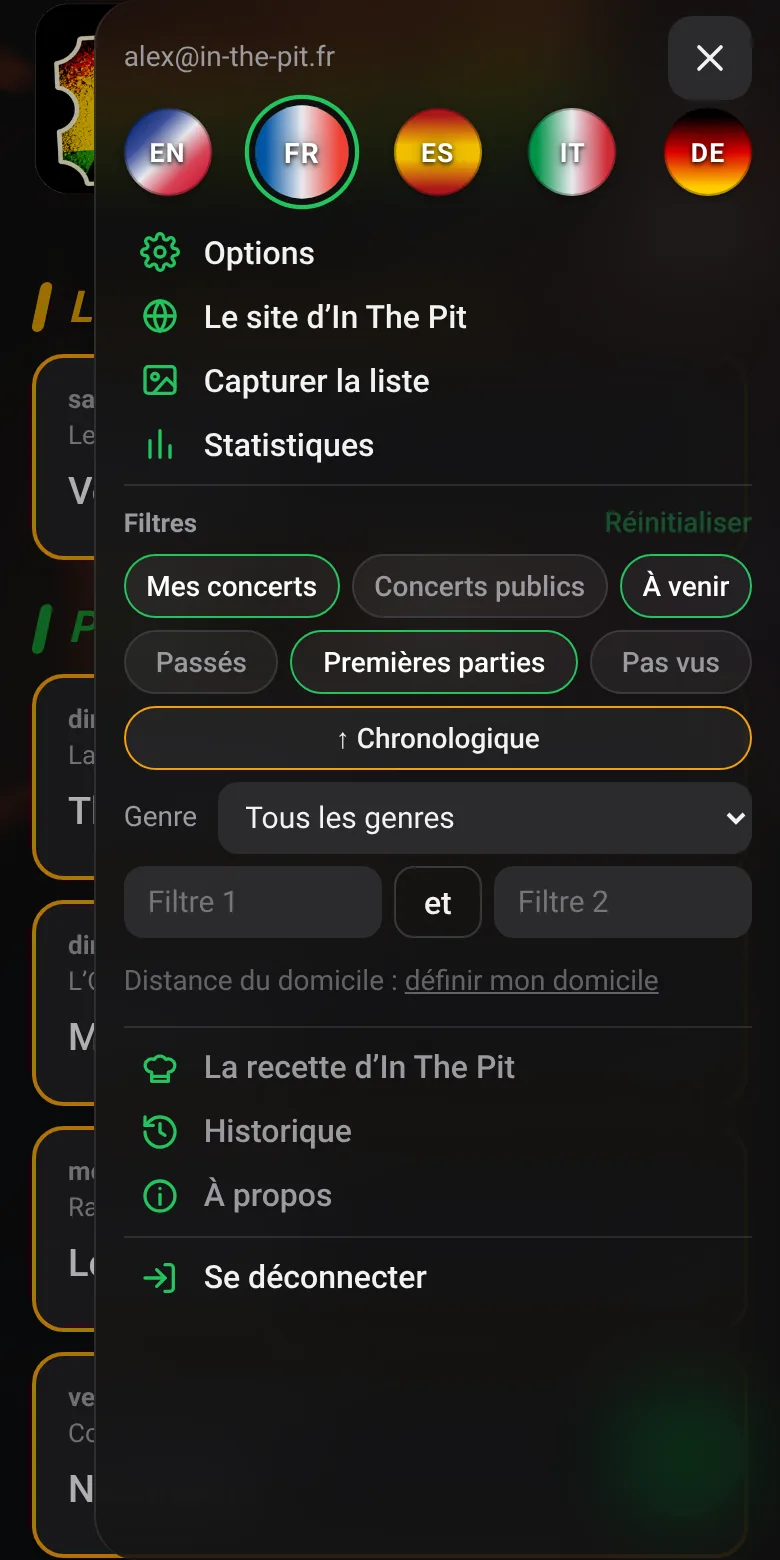 alex@in-the-pit.fr
EN FR ES IT DE
Options
Le site d’In The Pit
Capturer la liste
Statistiques
Filtres Réinitialiser
Mes concerts Concerts publics À venir
Passés Premières parties Pas vus
↑ Chronologique
Genre Tous les genres
Filtre 1 et Filtre 2
Distance du domicile : définir mon domicile
La recette d’In The Pit
Historique
À propos
Se déconnecter